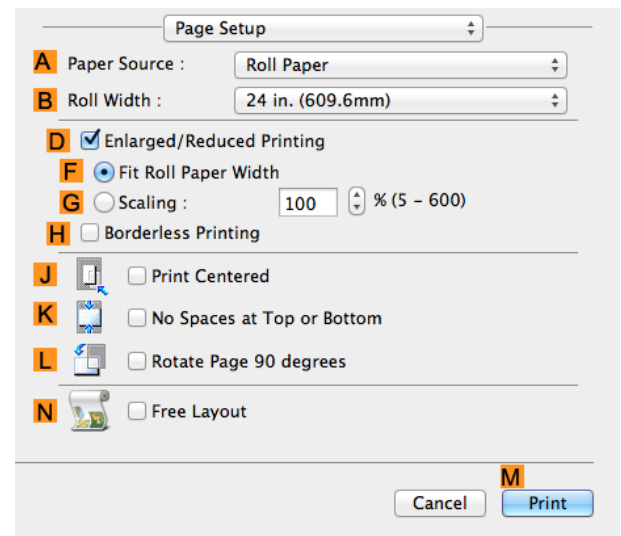 Page Setup
A Paper Source : Roll Paper
B Roll Width : 24 in. (609.6mm)
D Enlarged/Reduced Printing
F Fit Roll Paper Width
G Scaling : 100 % (5 – 600)
H Borderless Printing
J Print Centered
K No Spaces at Top or Bottom
L Rotate Page 90 degrees
N Free Layout
M
Cancel Print